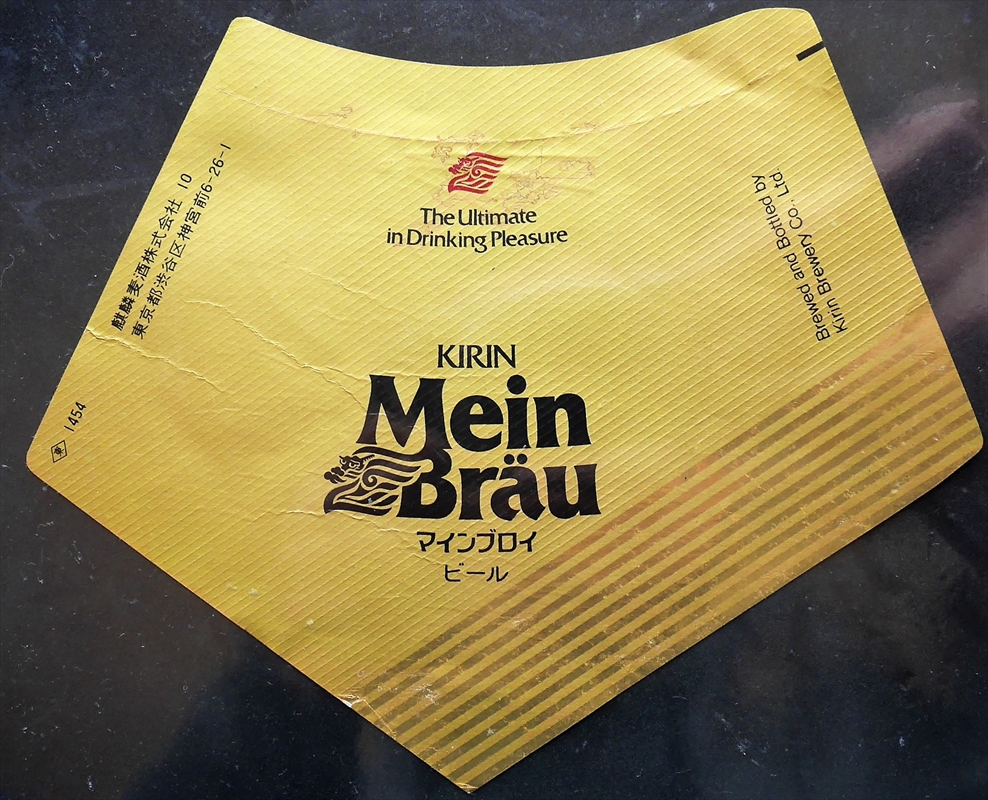 The Ultimate
in Drinking Pleasure
KIRIN
Mein
Bräu
マインブロイ
ビール
麒麟麦酒株式会社 10
東京都渋谷区神宮前6-26-1
1454
Brewed and Bottled by
Kirin Brewery Co., Ltd.